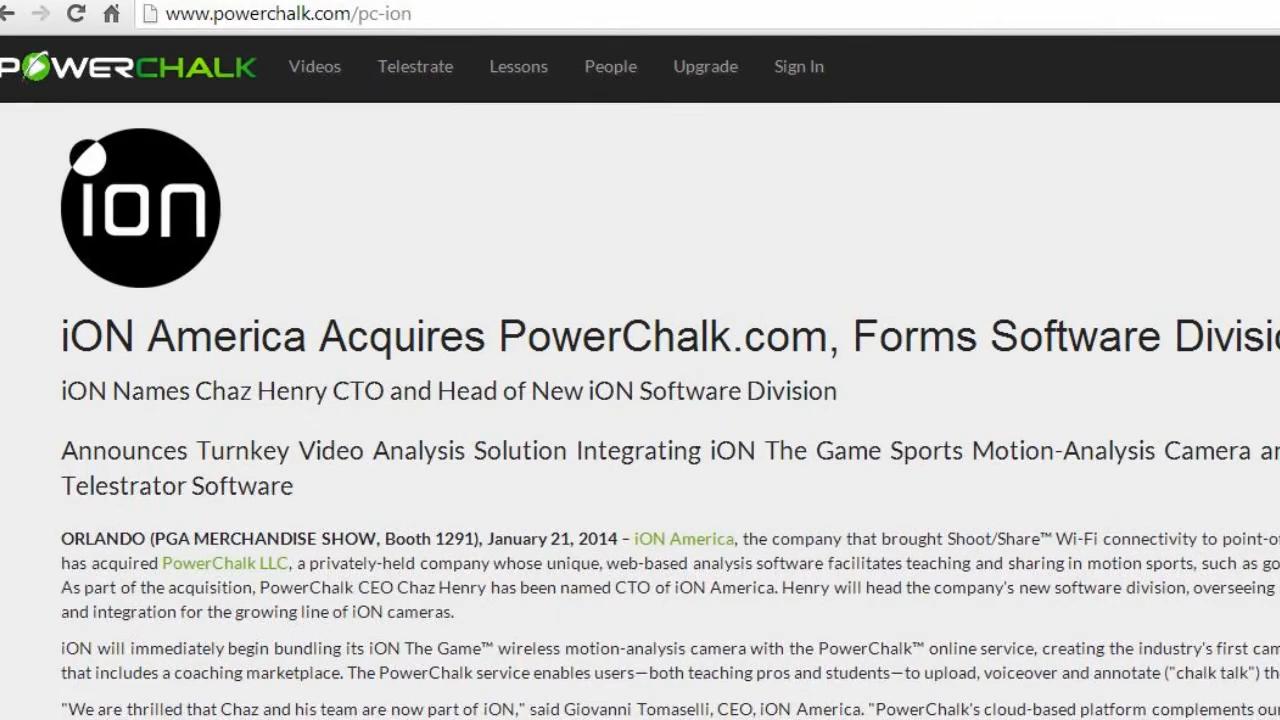 www.powerchalk.com/pc-ion
POWERCHALK Videos Telestrate Lessons People Upgrade Sign In
ion
iON America Acquires PowerChalk.com, Forms Software
iON Names Chaz Henry CTO and Head of New iON Software Division
Announces Turnkey Video Analysis Solution Integrating iON The Game Sports Motion-Analysis Camera
Telestrator Software
ORLANDO (PGA MERCHANDISE SHOW, Booth 1291), January 21, 2014 – iON America, the company that brought Shoot/Share™ Wi-Fi connectivity to
has acquired PowerChalk LLC, a privately-held company whose unique, web-based analysis software facilitates teaching and sharing in motion sports, such as
As part of the acquisition, PowerChalk CEO Chaz Henry has been named CTO of iON America. Henry will head the company's new software division, overseeing
and integration for the growing line of iON cameras.
iON will immediately begin bundling its iON The Game™ wireless motion-analysis camera with the PowerChalk™ online service, creating the industry's first
that includes a coaching marketplace. The PowerChalk service enables users—both teaching pros and students—to upload, voiceover and annotate ("chalk talk")
"We are thrilled that Chaz and his team are now part of iON," said Giovanni Tomaselli, CEO, iON America. "PowerChalk's cloud-based platform complements